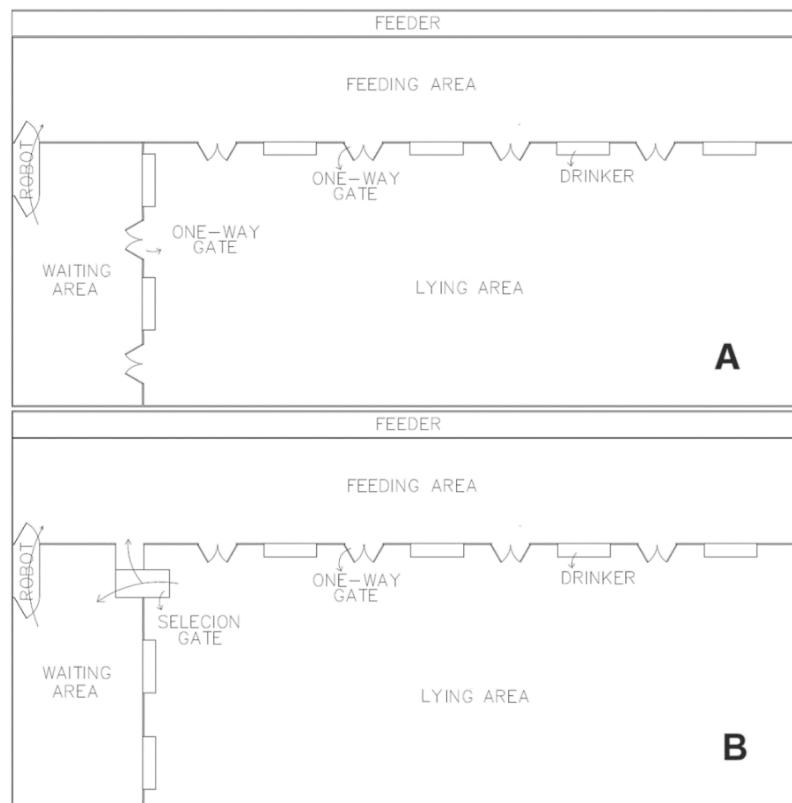 FEEDER
FEEDING AREA
ROBOT
ONE-WAY
GATE
DRINKER
ONE-WAY
GATE
WAITING
AREA
LYING AREA
A
FEEDER
FEEDING AREA
ROBOT
ONE-WAY
GATE
DRINKER
SELECION
GATE
WAITING
AREA
LYING AREA
B